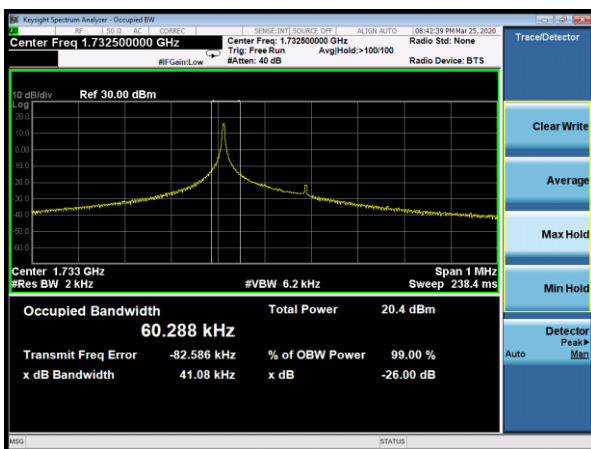 Keysight Spectrum Analyzer - Occupied BW
RF 50 Ω AC CORREC SENSE:INT SOURCE OFF ALIGN AUTO 08:42:39 PM Mar 25, 2020
Center Freq 1.732500000 GHz Center Freq: 1.732500000 GHz Radio Std: None Trace/Detector
Trig: Free Run Avg|Hold:>100/100
#IFGain:Low #Atten: 40 dB Radio Device: BTS
10 dB/div Ref 30.00 dBm
Log
20.0
10.0
0.00
-10.0
-20.0
-30.0
-40.0
-50.0
-60.0
Clear Write
Average
Max Hold
Min Hold
Detector
Peak▶
Auto Man
Center 1.733 GHz Span 1 MHz
#Res BW 2 kHz #VBW 6.2 kHz Sweep 238.4 ms
Occupied Bandwidth Total Power 20.4 dBm
60.288 kHz
Transmit Freq Error -82.586 kHz % of OBW Power 99.00 %
x dB Bandwidth 41.08 kHz x dB -26.00 dB
MSG STATUS